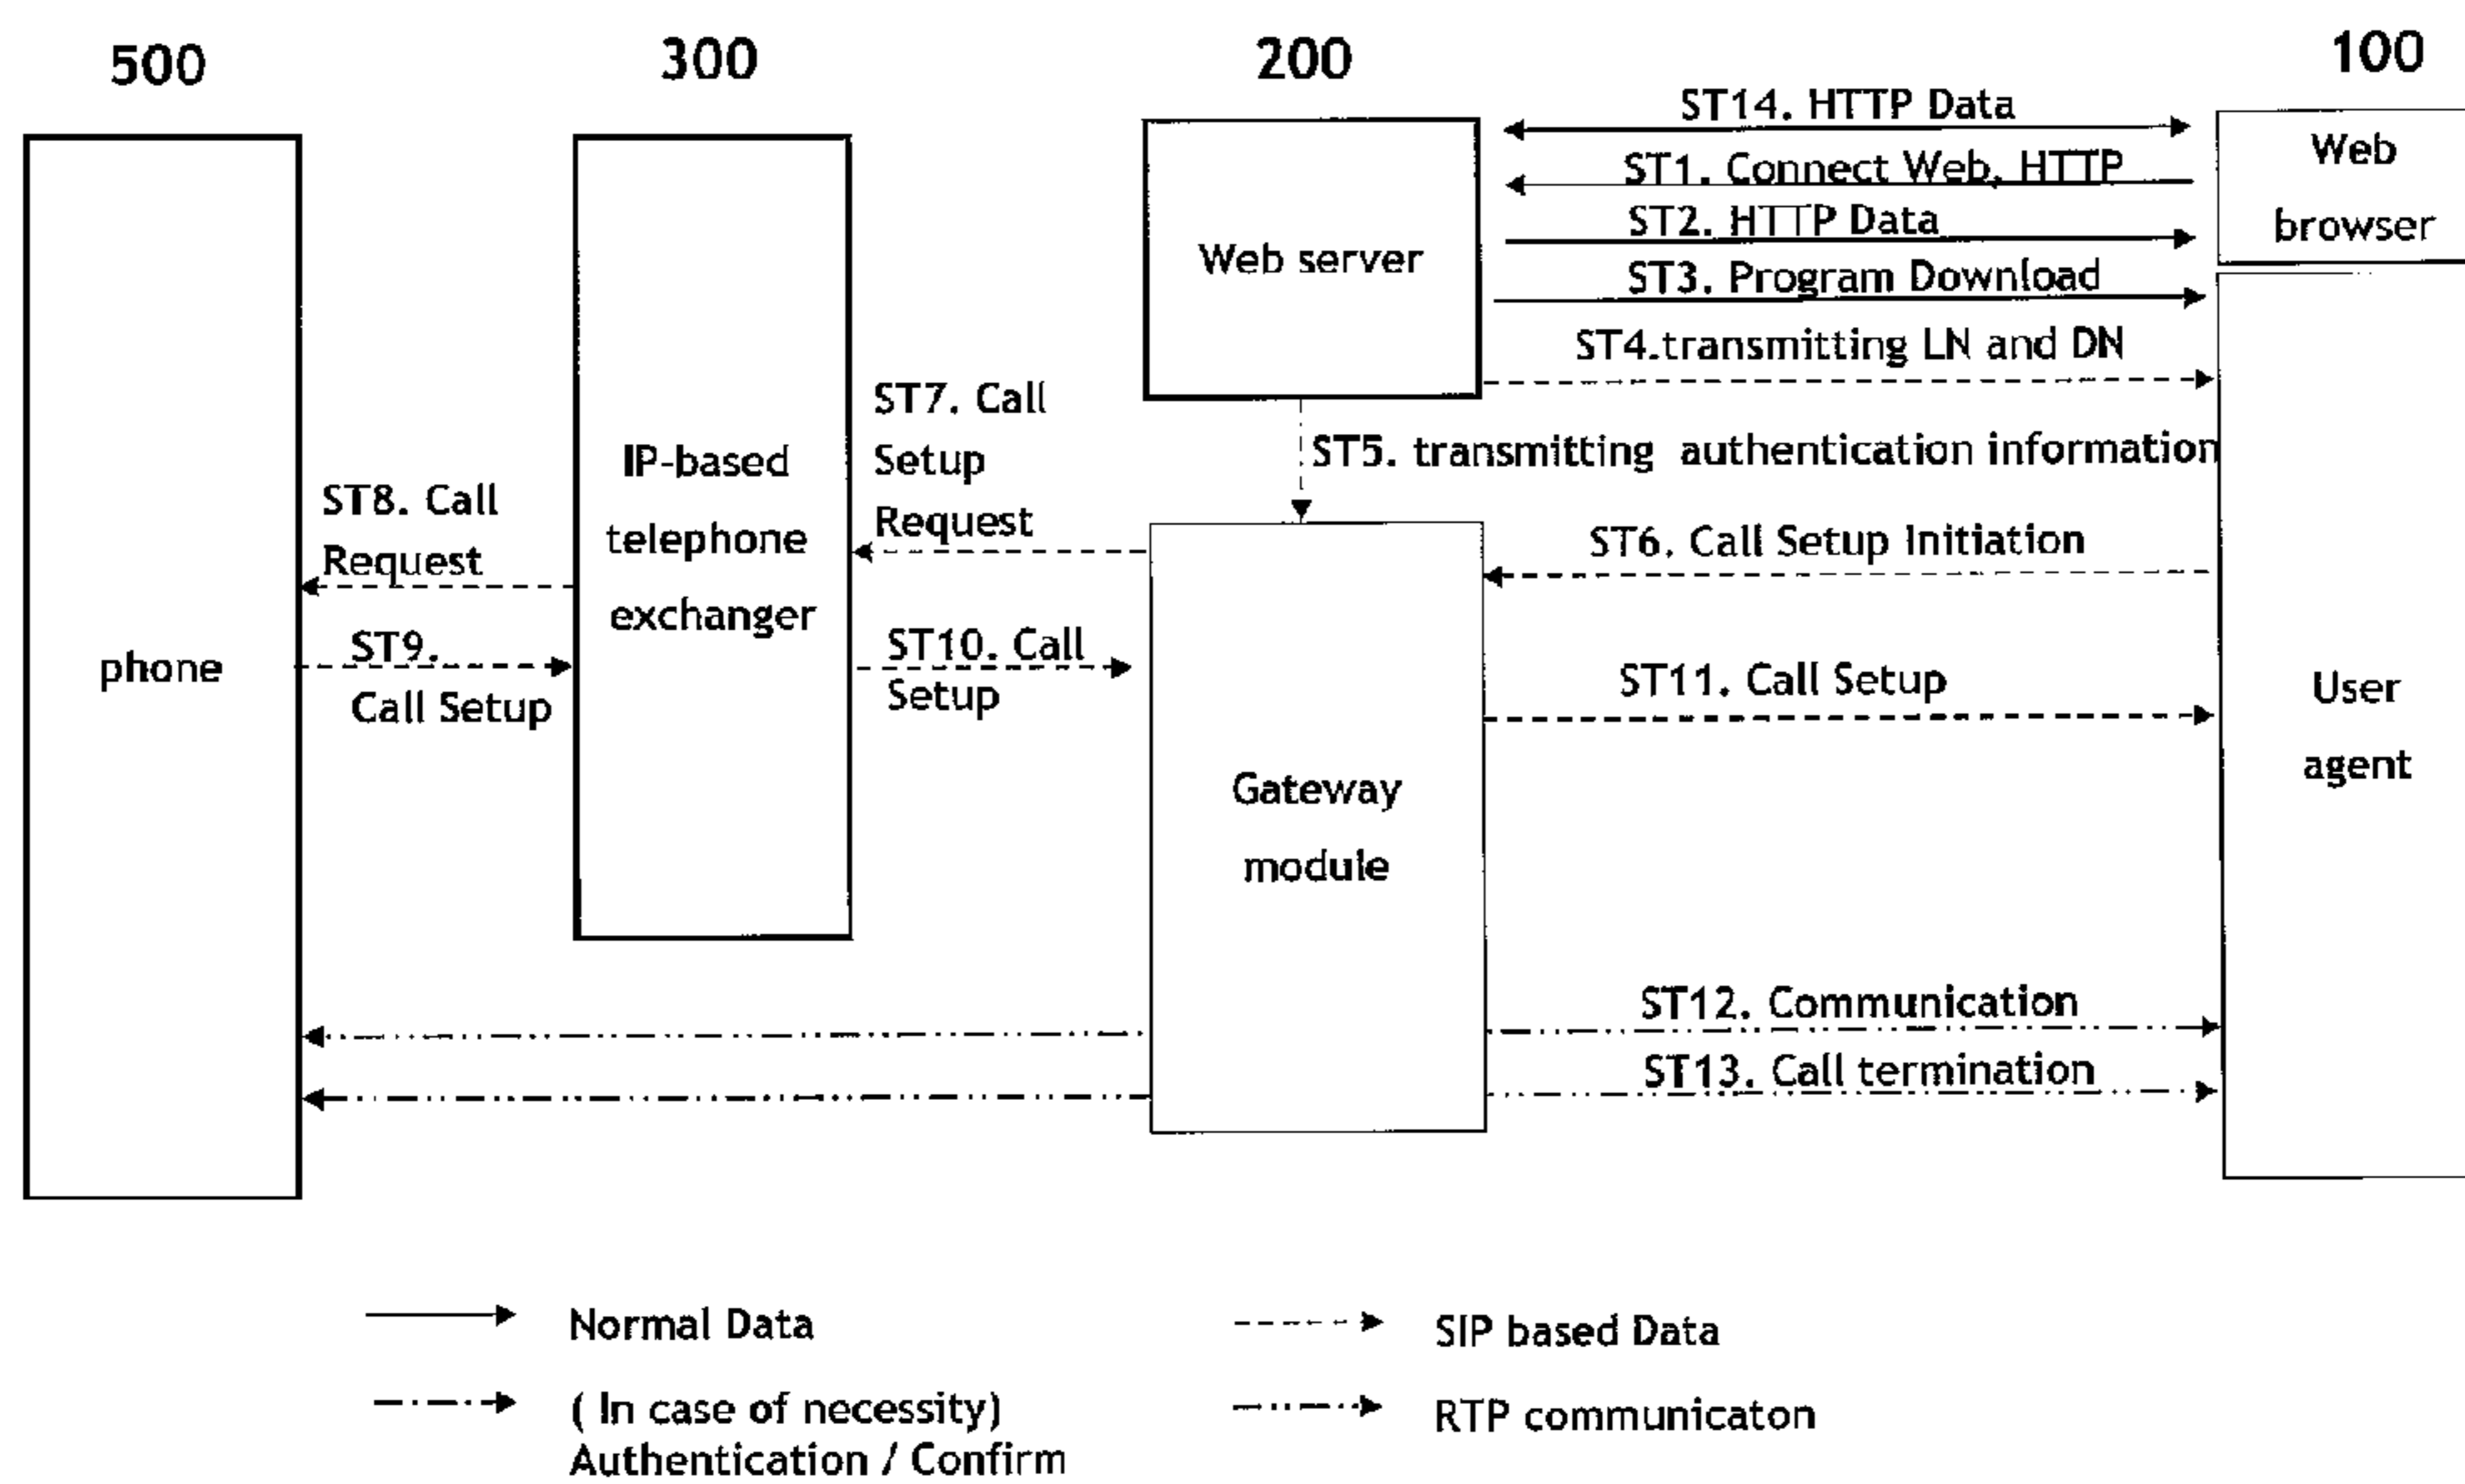 500
300
200
100
ST14. HTTP Data
ST1. Connect Web, HTTP
ST2. HTTP Data
ST3. Program Download
ST4.transmitting LN and DN
ST5. transmitting authentication information
ST6. Call Setup Initiation
ST7. Call
Setup
Request
ST8. Call
Request
ST9.
Call Setup
ST10. Call
Setup
ST11. Call Setup
ST12. Communication
ST13. Call termination
phone
IP-based
telephone
exchanger
Web server
Gateway
module
Web
browser
User
agent
Normal Data
SIP based Data
( In case of necessity)
Authentication / Confirm
RTP communicaton